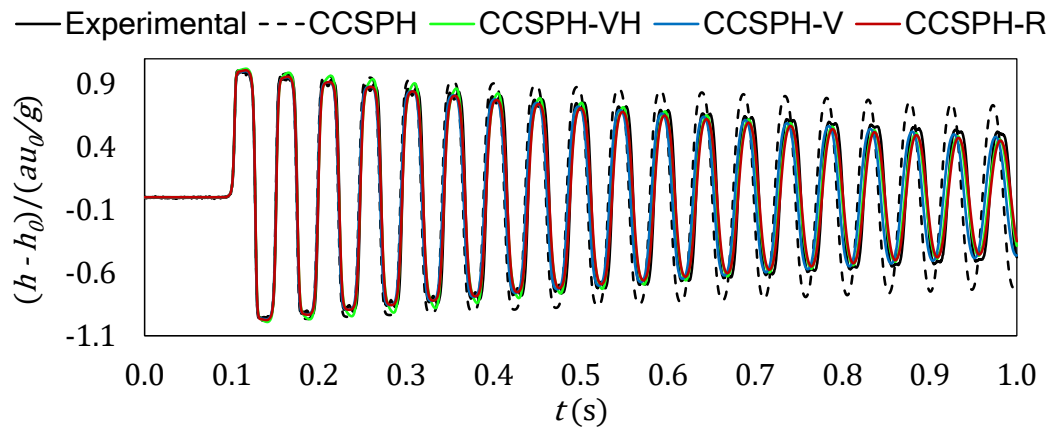 Experimental CCSPH CCSPH-VH CCSPH-V CCSPH-R
(h - h₀)/(au₀/g)
0.9
0.4
-0.1
-0.6
-1.1
0.0 0.1 0.2 0.3 0.4 0.5 0.6 0.7 0.8 0.9 1.0
t (s)